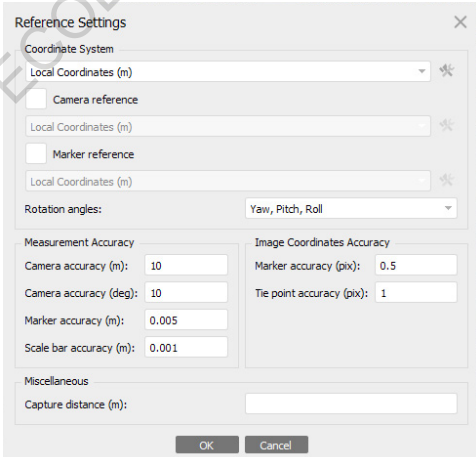 Reference Settings
Coordinate System
Local Coordinates (m)
Camera reference
Local Coordinates (m)
Marker reference
Local Coordinates (m)
Rotation angles: Yaw, Pitch, Roll
Measurement Accuracy
Camera accuracy (m): 10
Camera accuracy (deg): 10
Marker accuracy (m): 0.005
Scale bar accuracy (m): 0.001
Image Coordinates Accuracy
Marker accuracy (pix): 0.5
Tie point accuracy (pix): 1
Miscellaneous
Capture distance (m):
OK Cancel